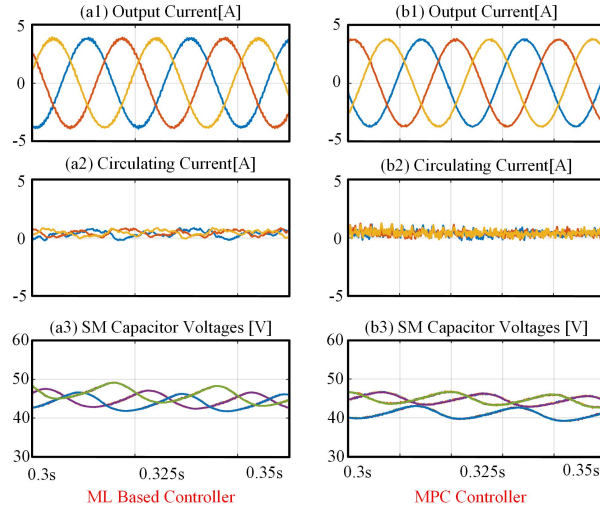 (a1) Output Current[A]
(b1) Output Current[A]
5
0
-5
5
0
-5
(a2) Circulating Current[A]
(b2) Circulating Current[A]
5
0
-5
5
0
-5
(a3) SM Capacitor Voltages [V]
(b3) SM Capacitor Voltages [V]
60
50
40
30
60
50
40
30
0.3s 0.325s 0.35s
0.3s 0.325s 0.35s
ML Based Controller
MPC Controller